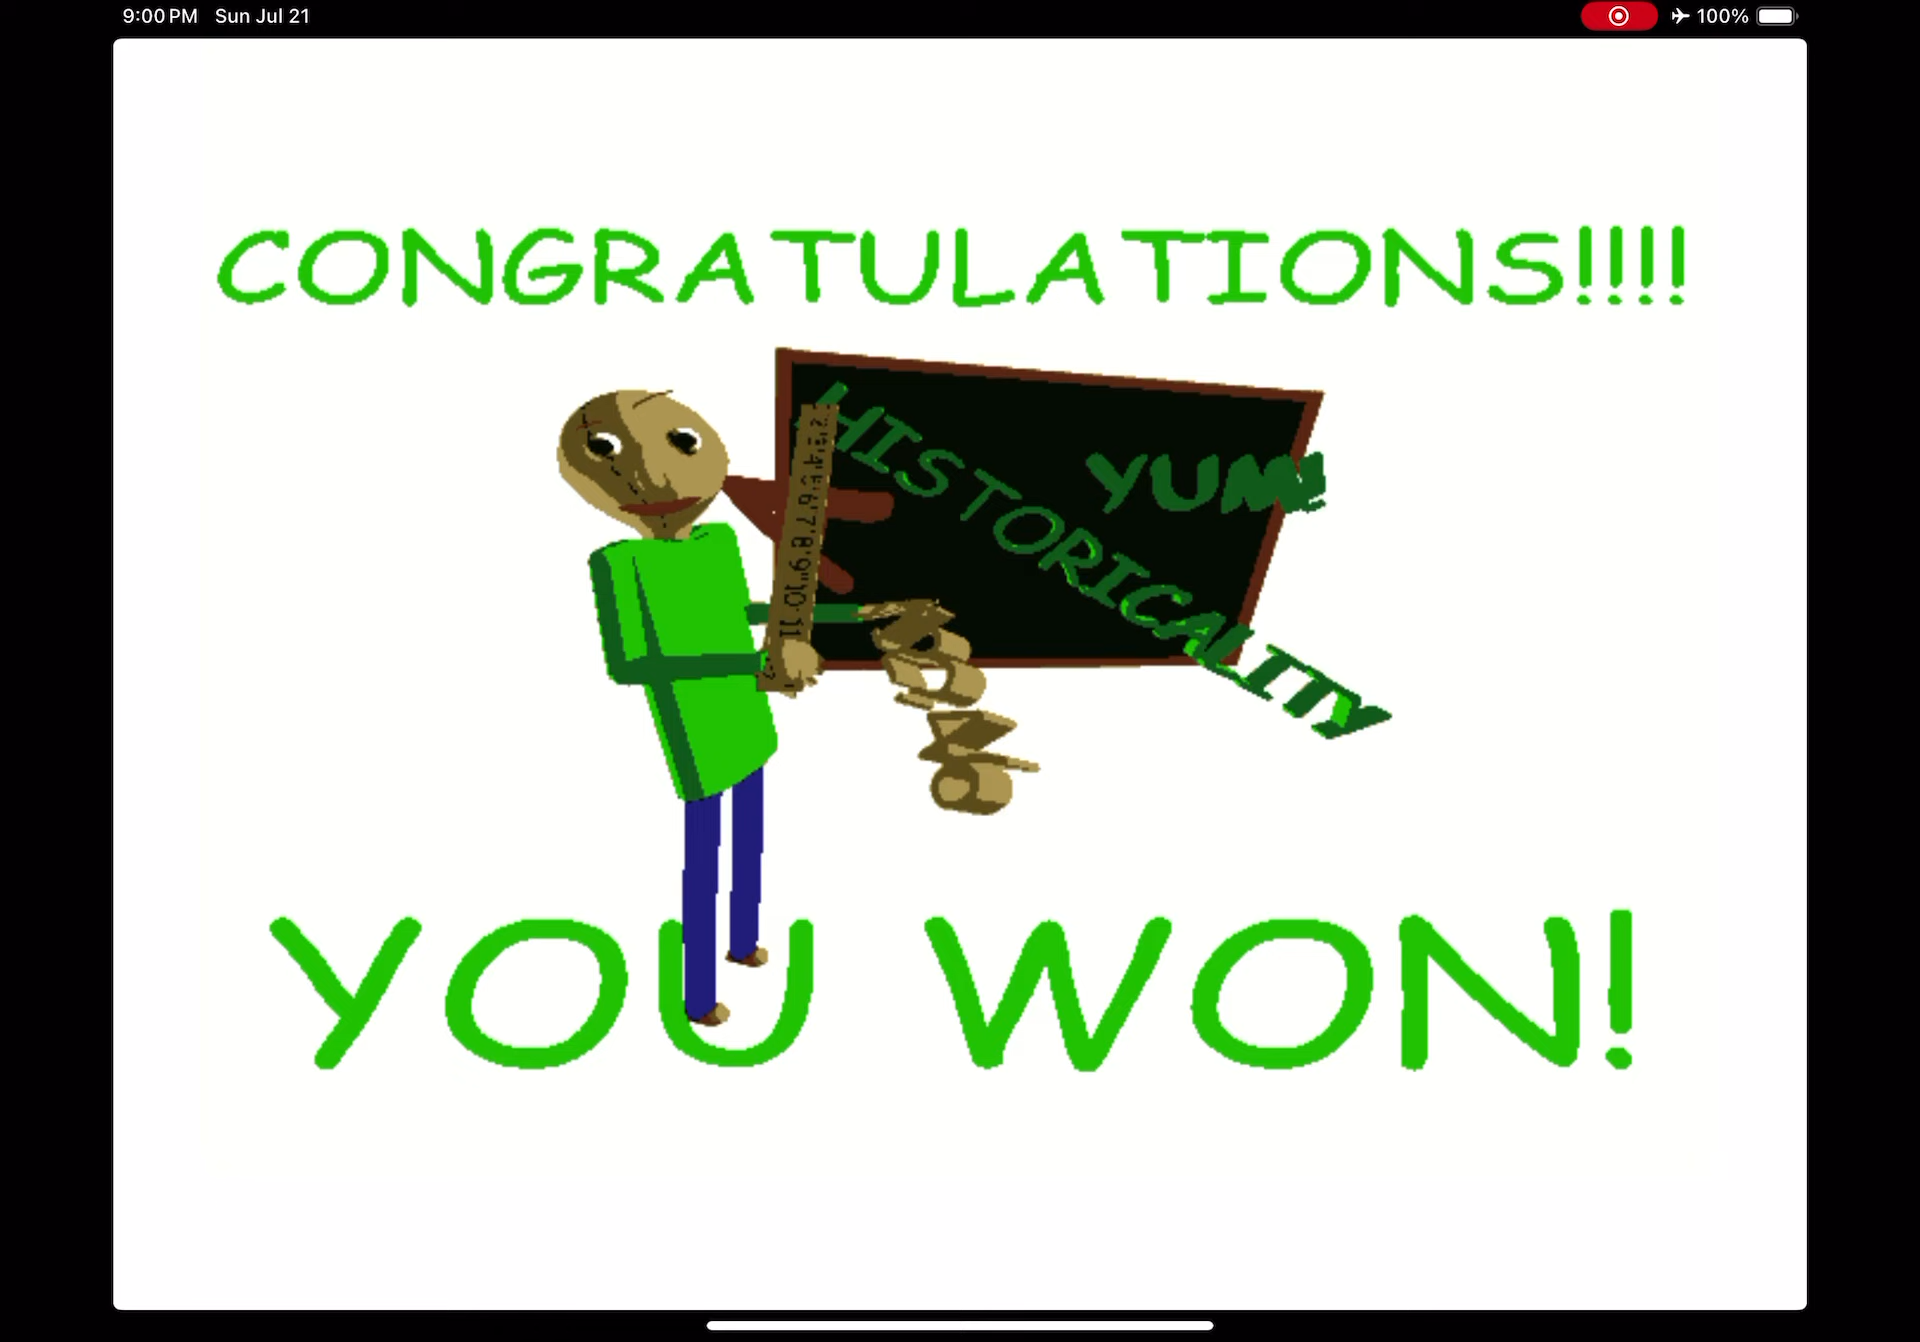 9:00 PM Sun Jul 21
100%
CONGRATULATIONS!!!!
HISTORICALITY
YUM!
YOU WON!